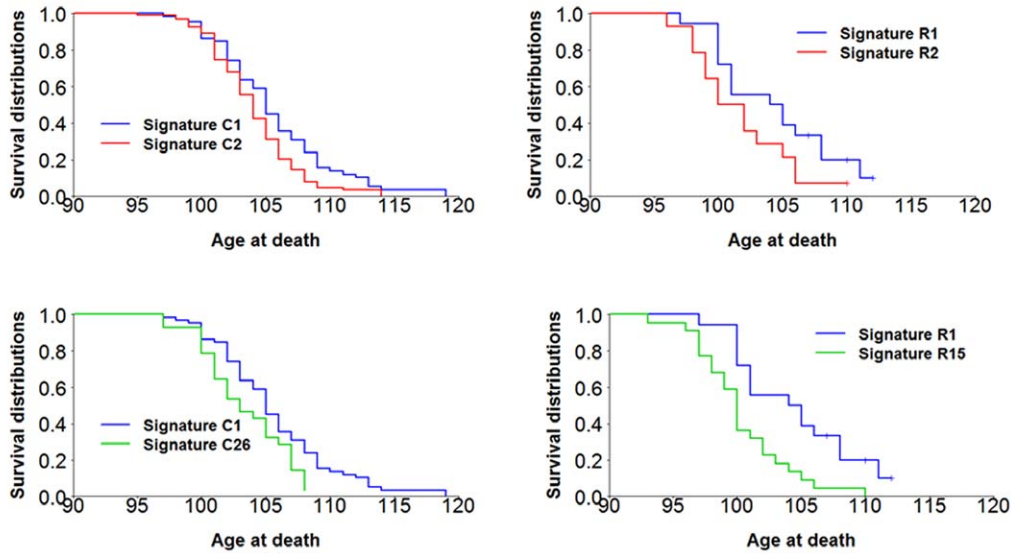 Survival distributions
1.0
0.8
0.6
0.4
0.2
0.0
Signature C1
Signature C2
90 95 100 105 110 115 120
Age at death
Survival distributions
1.0
0.8
0.6
0.4
0.2
0.0
Signature R1
Signature R2
90 95 100 105 110 115 120
Age at death
Survival distributions
1.0
0.8
0.6
0.4
0.2
0.0
Signature C1
Signature C26
90 95 100 105 110 115 120
Age at death
Survival distributions
1.0
0.8
0.6
0.4
0.2
0.0
Signature R1
Signature R15
90 95 100 105 110 115 120
Age at death